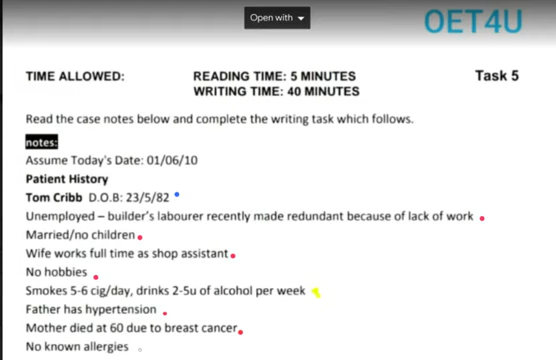 Open with
OET4U
TIME ALLOWED: READING TIME: 5 MINUTES Task 5
WRITING TIME: 40 MINUTES
Read the case notes below and complete the writing task which follows.
notes:
Assume Today's Date: 01/06/10
Patient History
Tom Cribb D.O.B: 23/5/82
Unemployed – builder's labourer recently made redundant because of lack of work
Married/no children
Wife works full time as shop assistant
No hobbies
Smokes 5-6 cig/day, drinks 2-5u of alcohol per week
Father has hypertension
Mother died at 60 due to breast cancer
No known allergies